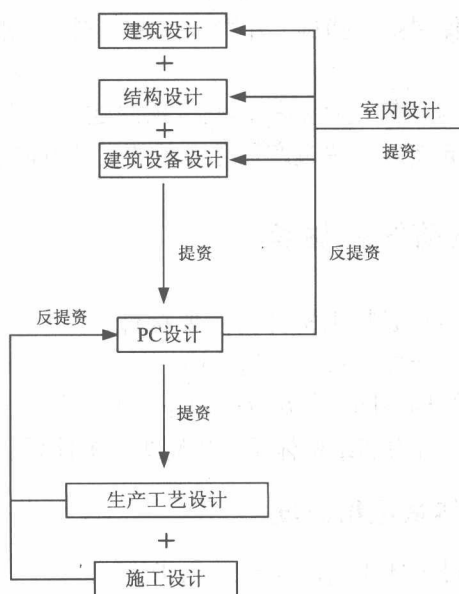 建筑设计
+
结构设计
+
建筑设备设计
室内设计
提资
提资
反提资
反提资
PC设计
提资
生产工艺设计
+
施工设计